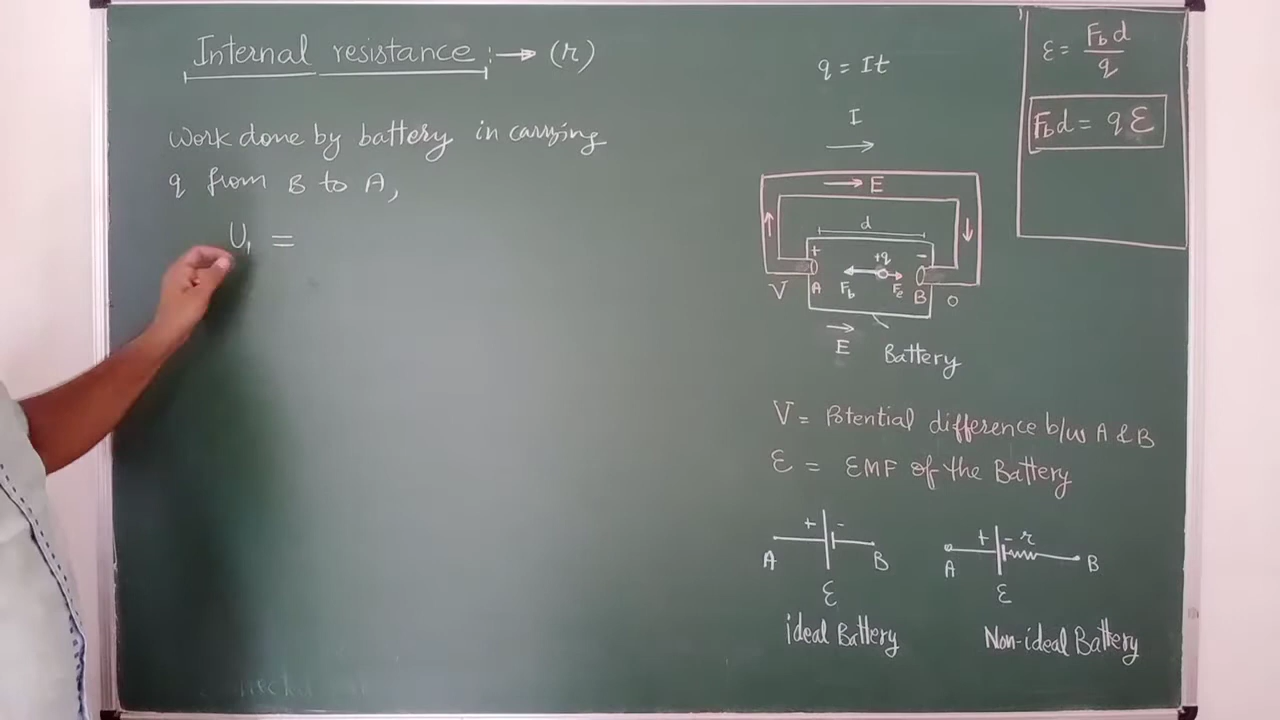 Internal resistance :→ (r)
Work done by battery in carrying
q from B to A,
U₁ =
q = It
I
E
d
+ -
+q
V A F_b F_e B 0
E
Battery
V = Potential difference b/w A & B
ε = EMF of the Battery
+ -
A B
ε
ideal Battery
+ - r
A B
ε
Non-ideal Battery
ε = F_b d / q
F_b d = q ε